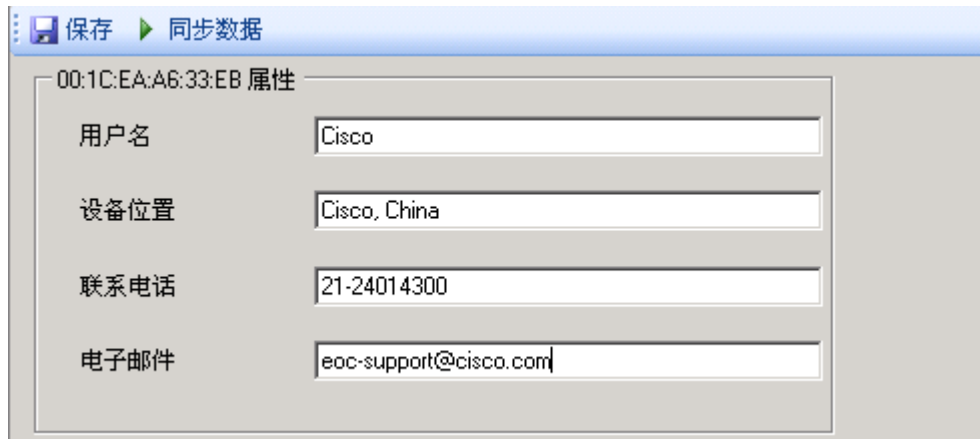 保存 同步数据
00:1C:EA:A6:33:EB 属性
用户名 Cisco
设备位置 Cisco, China
联系电话 21-24014300
电子邮件 eoc-support@cisco.com